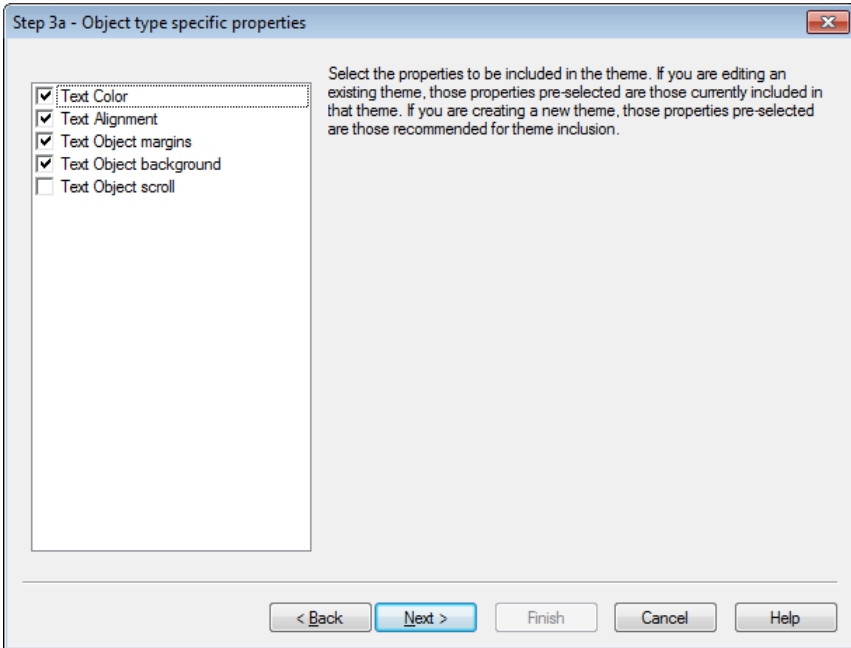 Step 3a - Object type specific properties
Text Color
Text Alignment
Text Object margins
Text Object background
Text Object scroll
Select the properties to be included in the theme. If you are editing an
existing theme, those properties pre-selected are those currently included in
that theme. If you are creating a new theme, those properties pre-selected
are those recommended for theme inclusion.
< Back
Next >
Finish
Cancel
Help